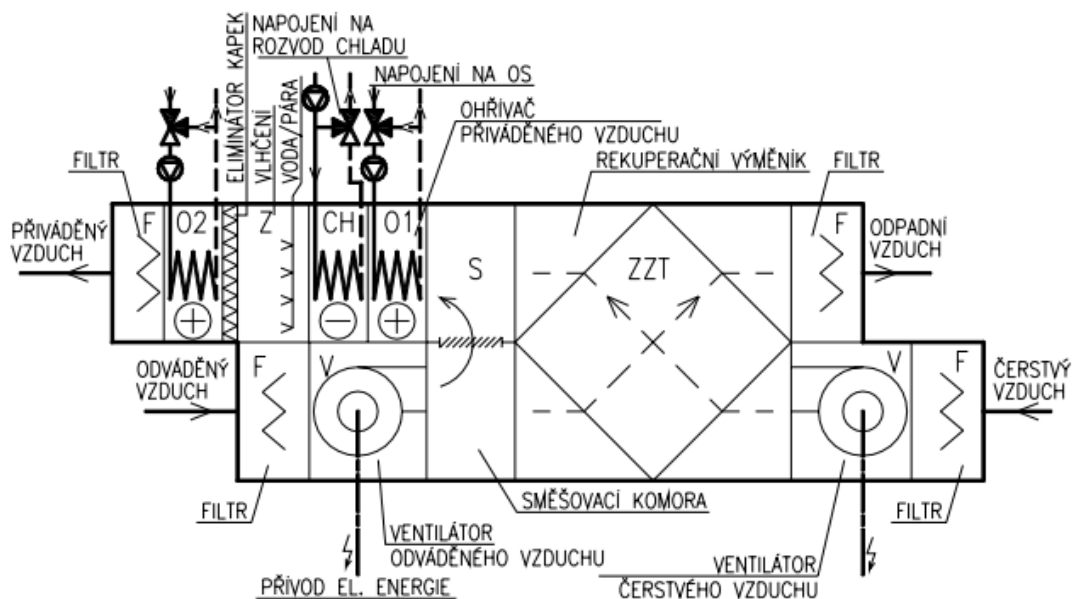 ELIMINÁTOR KAPEK
VLHČENÍ
VODA/PÁRA
NAPOJENÍ NA
ROZVOD CHLADU
NAPOJENÍ NA OS
OHŘÍVAČ
PŘIVÁDĚNÉHO VZDUCHU
FILTR
REKUPERAČNÍ VÝMĚNÍK
FILTR
PŘIVÁDĚNÝ
VZDUCH
F
O2
Z
CH
O1
S
ZZT
F
ODPADNÍ
VZDUCH
ODVÁDĚNÝ
VZDUCH
F
V
V
F
ČERSTVÝ
VZDUCH
FILTR
SMĚŠOVACÍ KOMORA
FILTR
VENTILÁTOR
ODVÁDĚNÉHO VZDUCHU
VENTILÁTOR
ČERSTVÉHO VZDUCHU
PŘÍVOD EL. ENERGIE